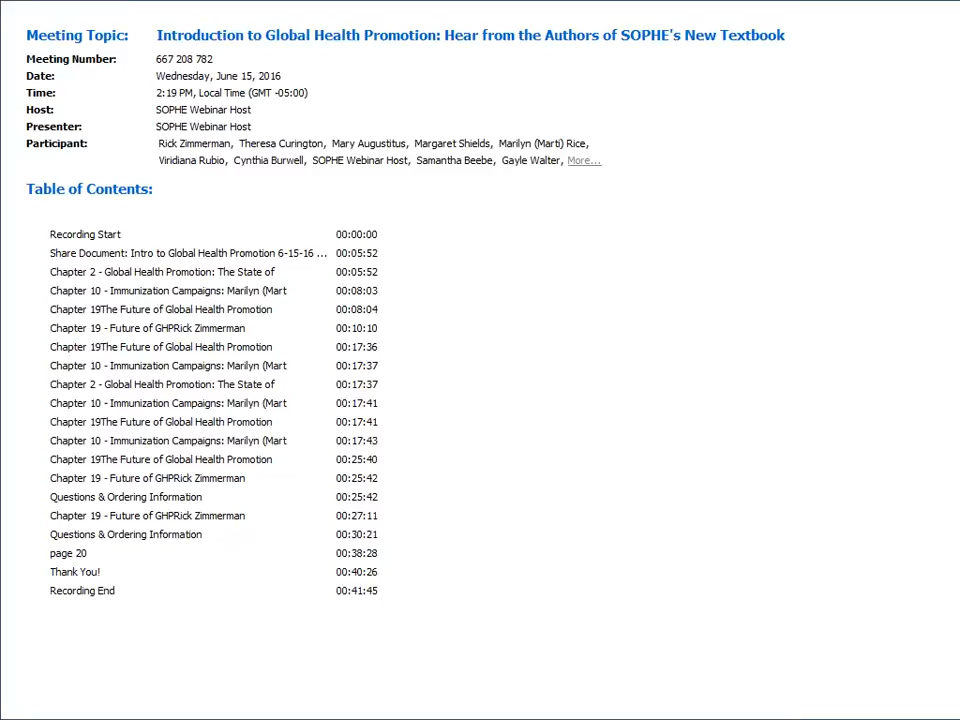 Meeting Topic: Introduction to Global Health Promotion: Hear from the Authors of SOPHE's New Textbook
Meeting Number: 667 208 782
Date: Wednesday, June 15, 2016
Time: 2:19 PM, Local Time (GMT -05:00)
Host: SOPHE Webinar Host
Presenter: SOPHE Webinar Host
Participant: Rick Zimmerman, Theresa Curington, Mary Augustitus, Margaret Shields, Marilyn (Marti) Rice,
Viridiana Rubio, Cynthia Burwell, SOPHE Webinar Host, Samantha Beebe, Gayle Walter, More...
Table of Contents:
Recording Start 00:00:00
Share Document: Intro to Global Health Promotion 6-15-16 ... 00:05:52
Chapter 2 - Global Health Promotion: The State of 00:05:52
Chapter 10 - Immunization Campaigns: Marilyn (Mart 00:08:03
Chapter 19The Future of Global Health Promotion 00:08:04
Chapter 19 - Future of GHPRick Zimmerman 00:10:10
Chapter 19The Future of Global Health Promotion 00:17:36
Chapter 10 - Immunization Campaigns: Marilyn (Mart 00:17:37
Chapter 2 - Global Health Promotion: The State of 00:17:37
Chapter 10 - Immunization Campaigns: Marilyn (Mart 00:17:41
Chapter 19The Future of Global Health Promotion 00:17:41
Chapter 10 - Immunization Campaigns: Marilyn (Mart 00:17:43
Chapter 19The Future of Global Health Promotion 00:25:40
Chapter 19 - Future of GHPRick Zimmerman 00:25:42
Questions & Ordering Information 00:25:42
Chapter 19 - Future of GHPRick Zimmerman 00:27:11
Questions & Ordering Information 00:30:21
page 20 00:38:28
Thank You! 00:40:26
Recording End 00:41:45